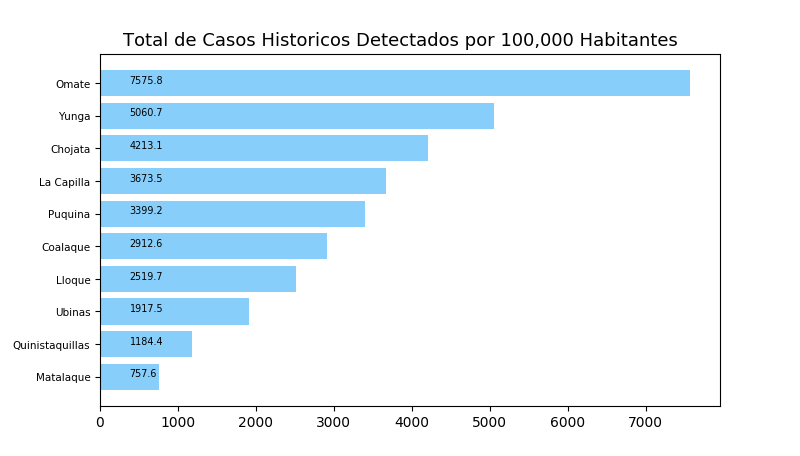 Total de Casos Historicos Detectados por 100,000 Habitantes
Omate 7575.8
Yunga 5060.7
Chojata 4213.1
La Capilla 3673.5
Puquina 3399.2
Coalaque 2912.6
Lloque 2519.7
Ubinas 1917.5
Quinistaquillas 1184.4
Matalaque 757.6
0 1000 2000 3000 4000 5000 6000 7000